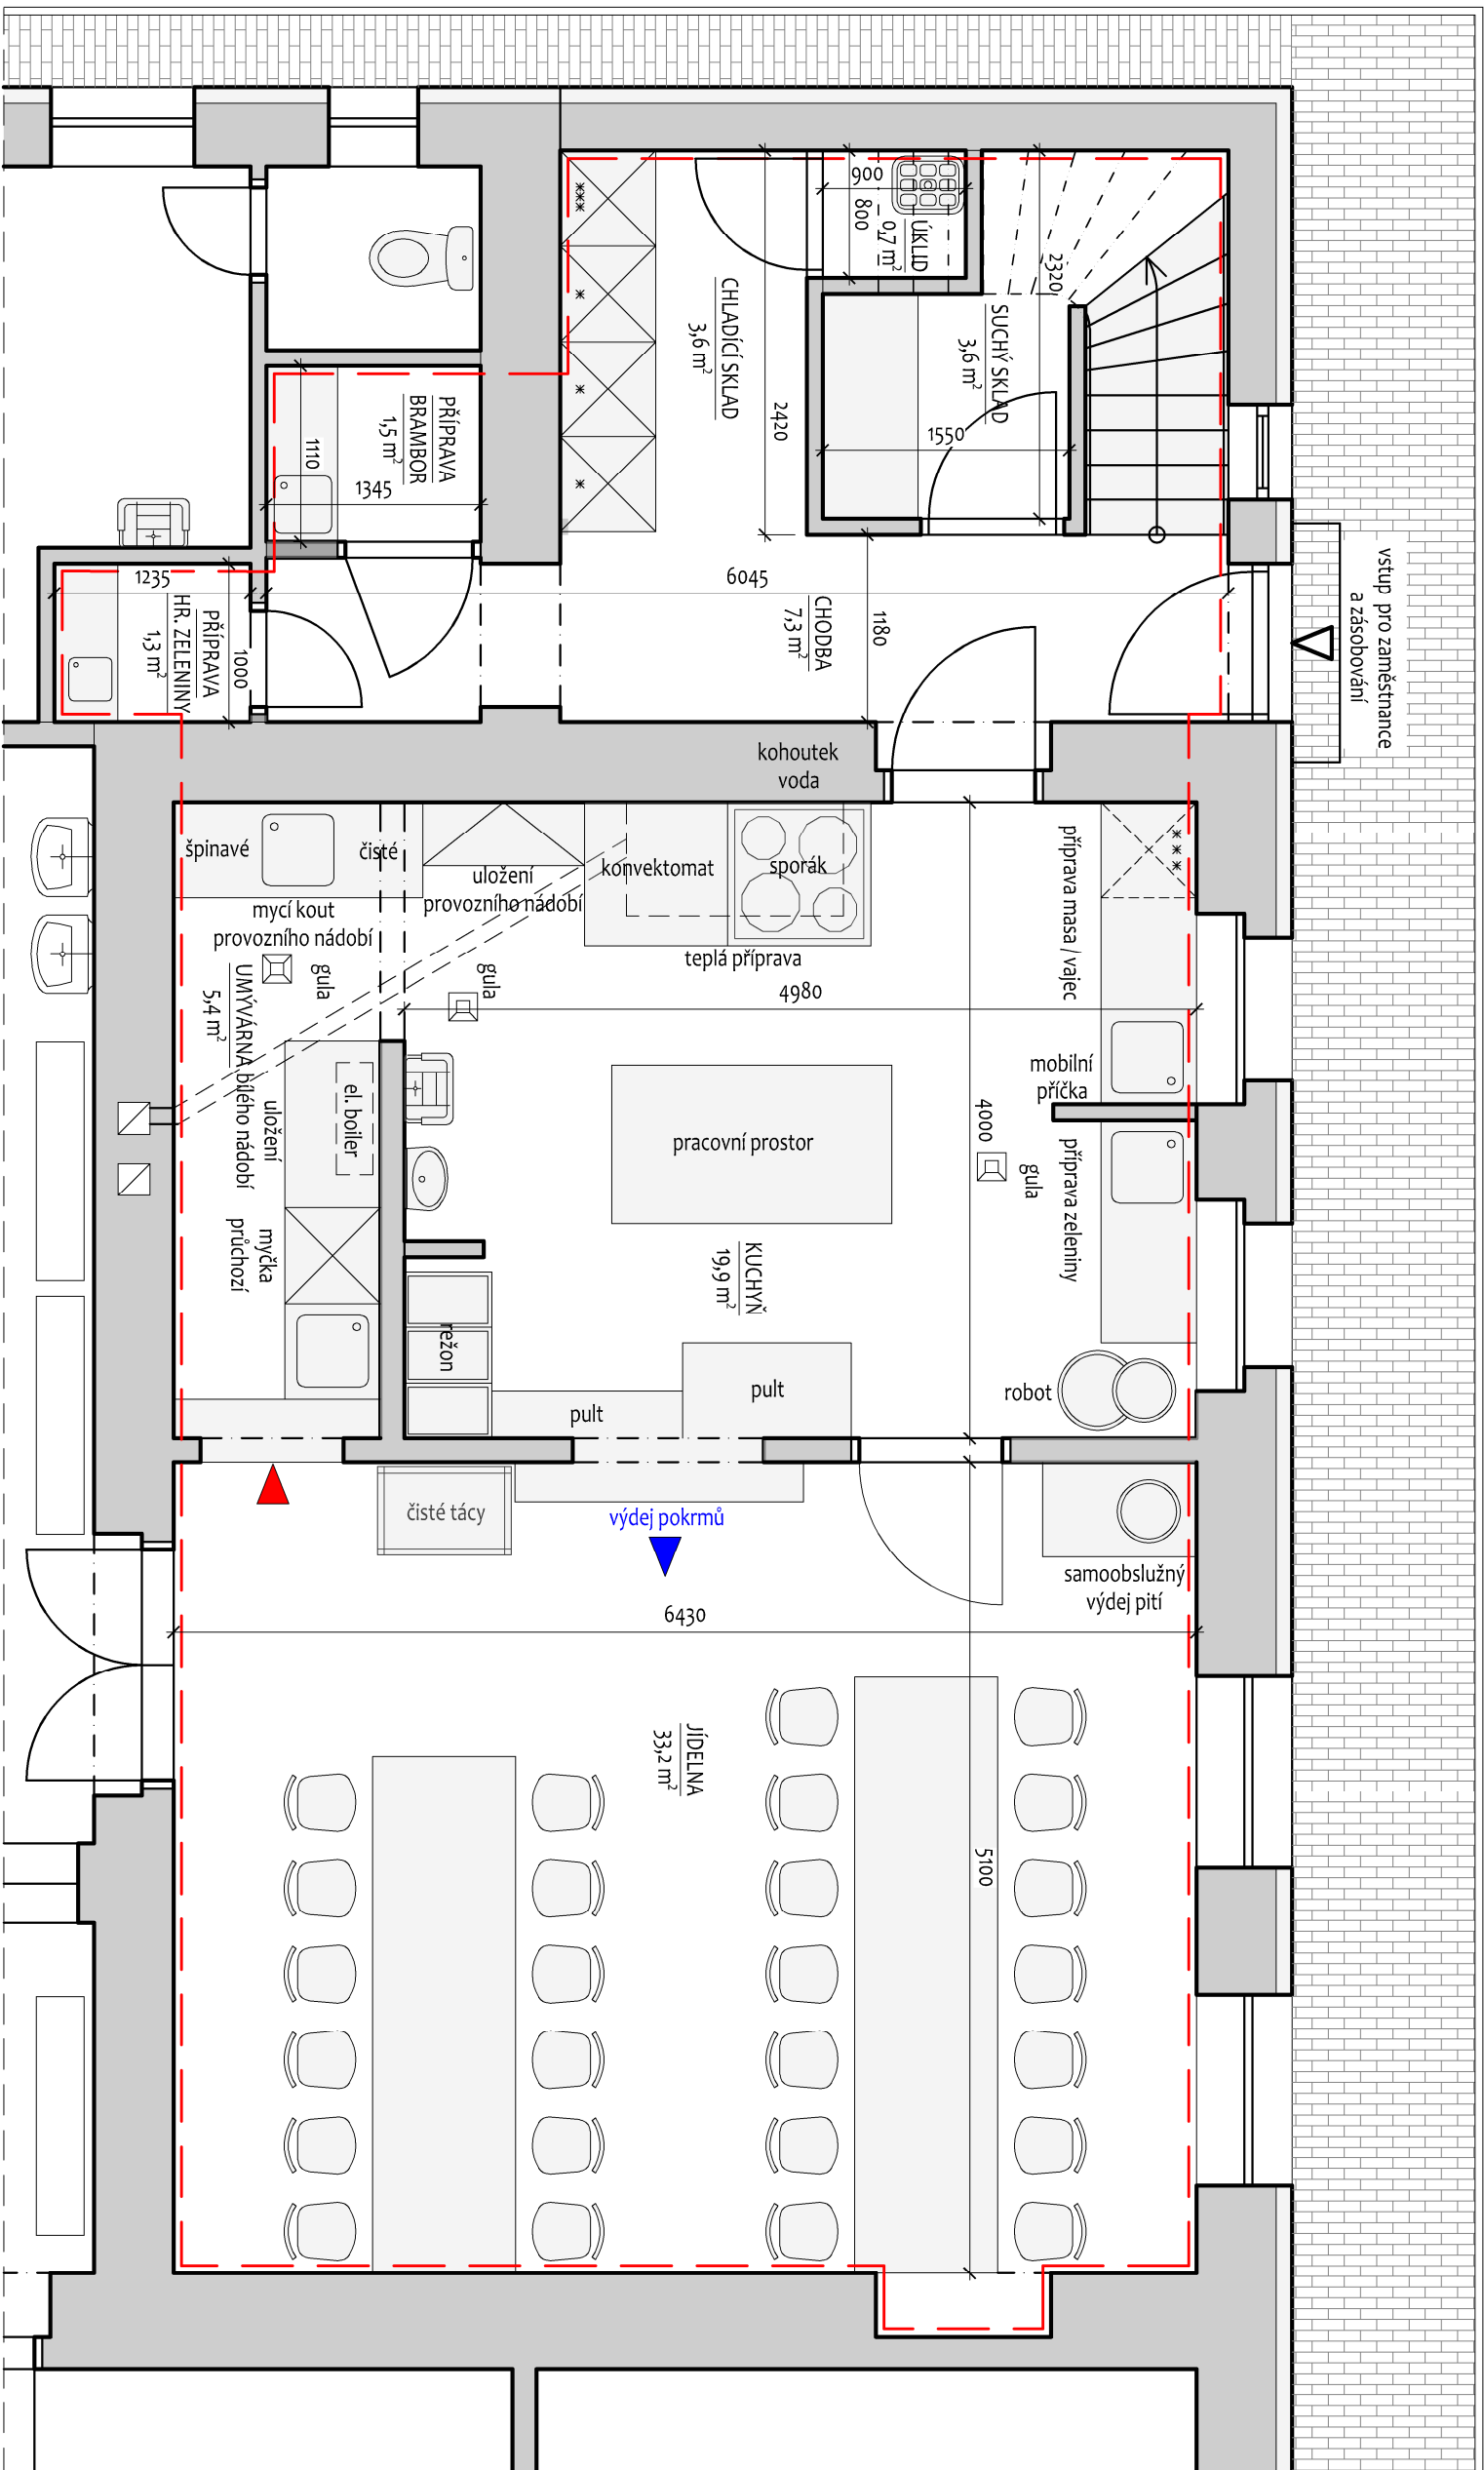 900
800
ÚKLID
0,7 m²
2320
CHLADÍCÍ SKLAD
3,6 m²
SUCHÝ SKLAD
3,6 m²
2420
1550
PŘÍPRAVA
BRAMBOR
1,5 m²
1110
1345
1235
PŘÍPRAVA
HR. ZELENINY
1,3 m²
1000
6045
CHODBA
7,3 m²
1180
vstup pro zaměstnance
a zásobování
kohoutek
voda
špinavé
čisté
mycí kout
provozního nádobí
uložení
provozního nádobí
konvektomat
sporák
teplá příprava
příprava masa / vajec
gula
gula
4980
UMÝVÁRNA bílého nádobí
5,4 m²
uložení
el. boiler
myčka
průchozí
pracovní prostor
mobilní
příčka
4000
gula
příprava zeleniny
KUCHYŇ
19,9 m²
režon
pult
pult
robot
čisté tácy
výdej pokrmů
samoobslužný
výdej pití
6430
JÍDELNA
33,2 m²
5100